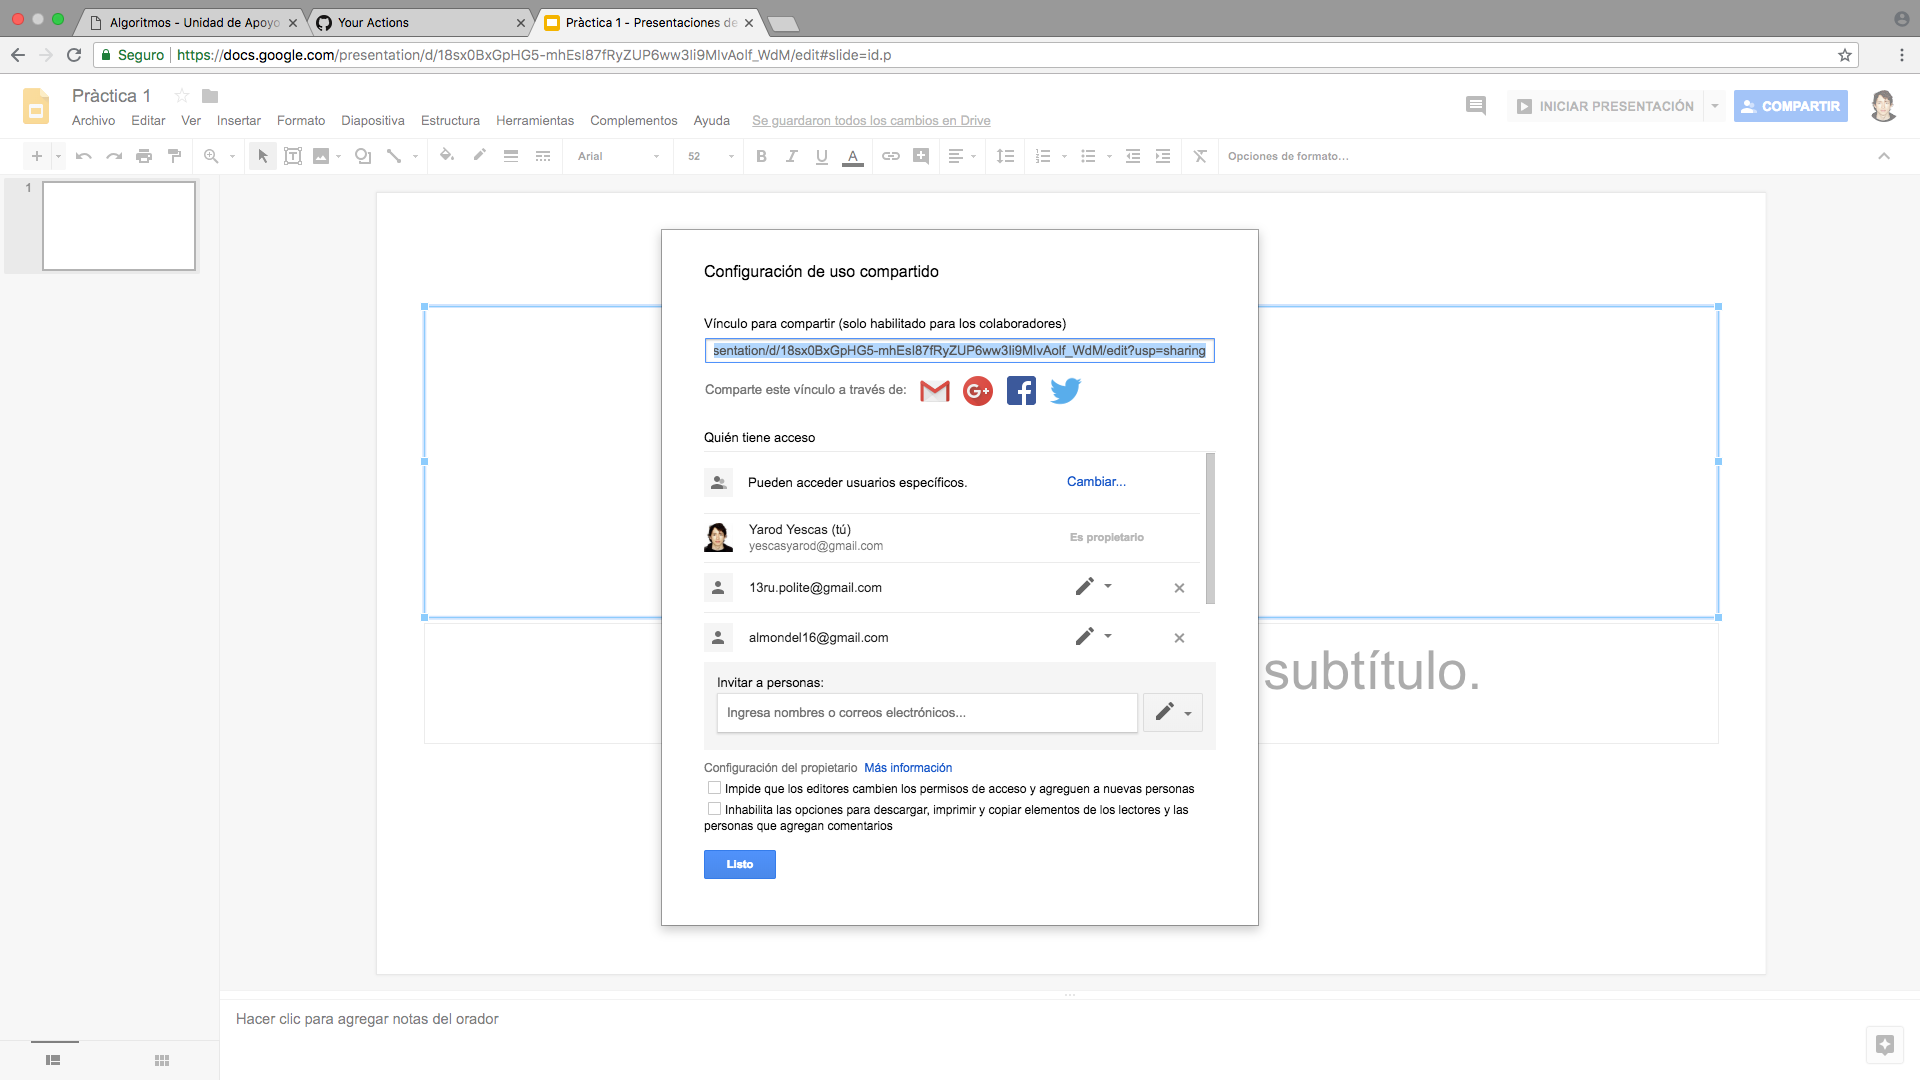 Algoritmos - Unidad de Apoyo
Your Actions
Pràctica 1 - Presentaciones de
Seguro
https://docs.google.com/presentation/d/18sx0BxGpHG5-mhEsI87fRyZUP6ww3Ii9MIvAoIf_WdM/edit#slide=id.p
Pràctica 1
Archivo Editar Ver Insertar Formato Diapositiva Estructura Herramientas Complementos Ayuda Se guardaron todos los cambios en Drive
INICIAR PRESENTACIÓN
COMPARTIR
Arial 52 B I U A Opciones de formato...
1
Configuración de uso compartido
Vínculo para compartir (solo habilitado para los colaboradores)
sentation/d/18sx0BxGpHG5-mhEsI87fRyZUP6ww3Ii9MIvAoIf_WdM/edit?usp=sharing
Comparte este vínculo a través de:
G+
Quién tiene acceso
Pueden acceder usuarios específicos. Cambiar...
Yarod Yescas (tú)
yescasyarod@gmail.com
Es propietario
13ru.polite@gmail.com
almondel16@gmail.com
subtítulo.
Invitar a personas:
Ingresa nombres o correos electrónicos...
Configuración del propietario Más información
Impide que los editores cambien los permisos de acceso y agreguen a nuevas personas
Inhabilita las opciones para descargar, imprimir y copiar elementos de los lectores y las
personas que agregan comentarios
Listo
Hacer clic para agregar notas del orador